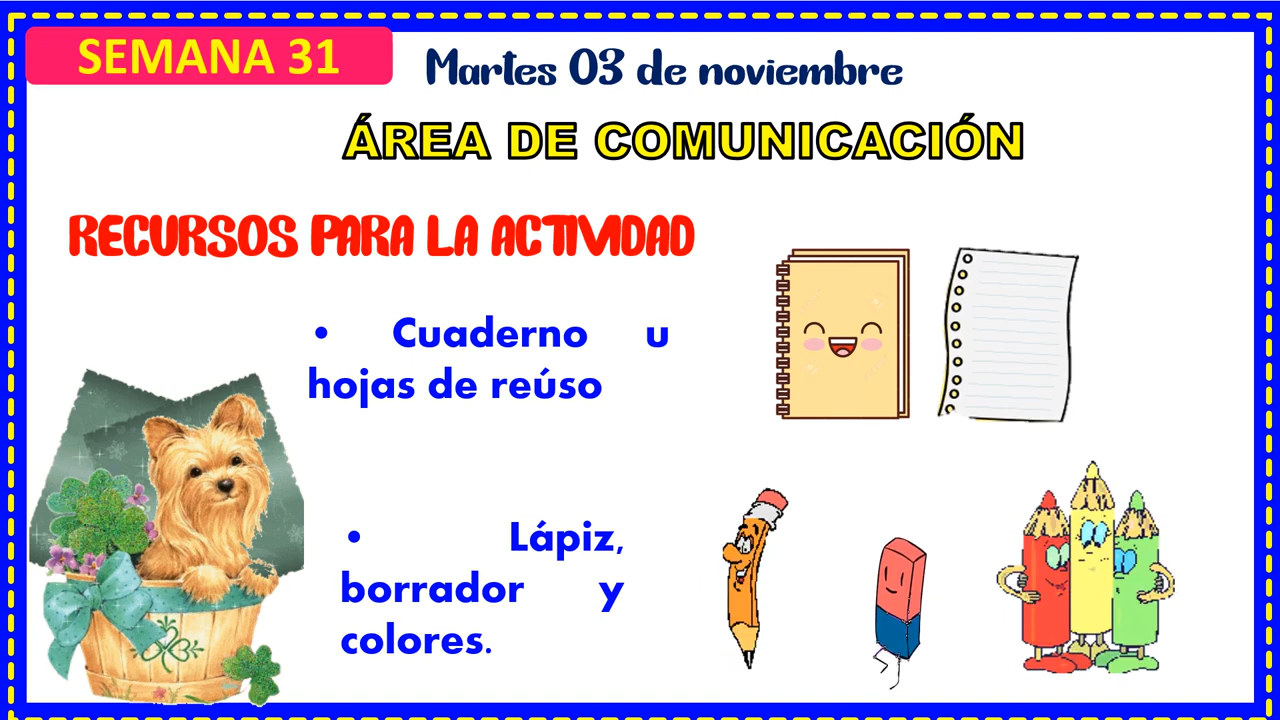 SEMANA 31
Martes 03 de noviembre
ÁREA DE COMUNICACIÓN
RECURSOS PARA LA ACTIVIDAD
• Cuaderno u
hojas de reúso
• Lápiz,
borrador y
colores.